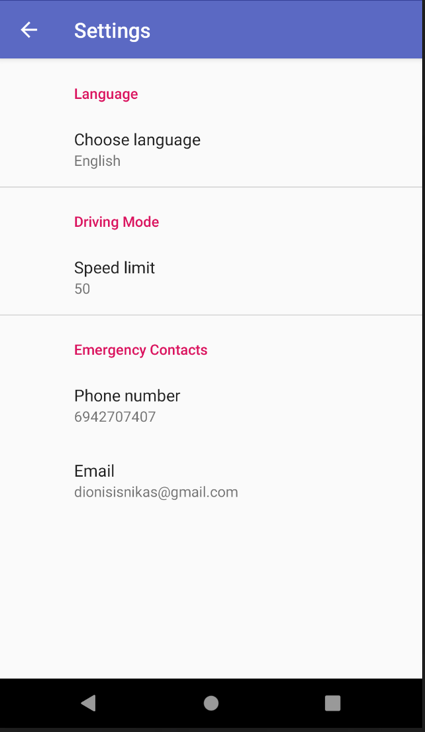 Settings
Language
Choose language
English
Driving Mode
Speed limit
50
Emergency Contacts
Phone number
6942707407
Email
dionisisnikas@gmail.com